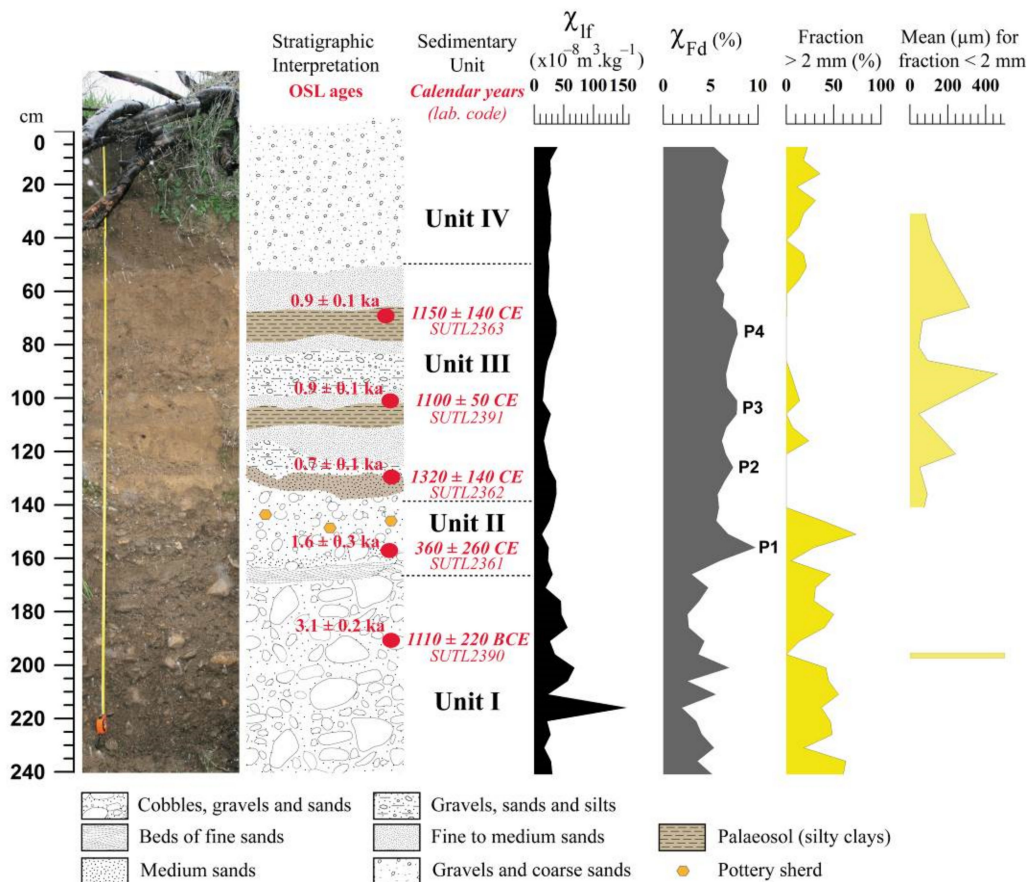 Stratigraphic
Interpretation
OSL ages
Sedimentary
Unit
Calendar years
(lab. code)
χlf
(x10⁻⁸m³.kg⁻¹)
0 50 100 150
χFd (%)
0 5 10
Fraction
> 2 mm (%)
0 50 100
Mean (µm) for
fraction < 2 mm
0 200 400
cm
0
20
40
60
80
100
120
140
160
180
200
220
240
Unit IV
0.9 ± 0.1 ka
1150 ± 140 CE
SUTL2363
P4
Unit III
0.9 ± 0.1 ka
1100 ± 50 CE
SUTL2391
P3
0.7 ± 0.1 ka
1320 ± 140 CE
SUTL2362
P2
Unit II
1.6 ± 0.3 ka
360 ± 260 CE
SUTL2361
P1
3.1 ± 0.2 ka
1110 ± 220 BCE
SUTL2390
Unit I
Cobbles, gravels and sands
Gravels, sands and silts
Beds of fine sands
Fine to medium sands
Palaeosol (silty clays)
Medium sands
Gravels and coarse sands
Pottery sherd